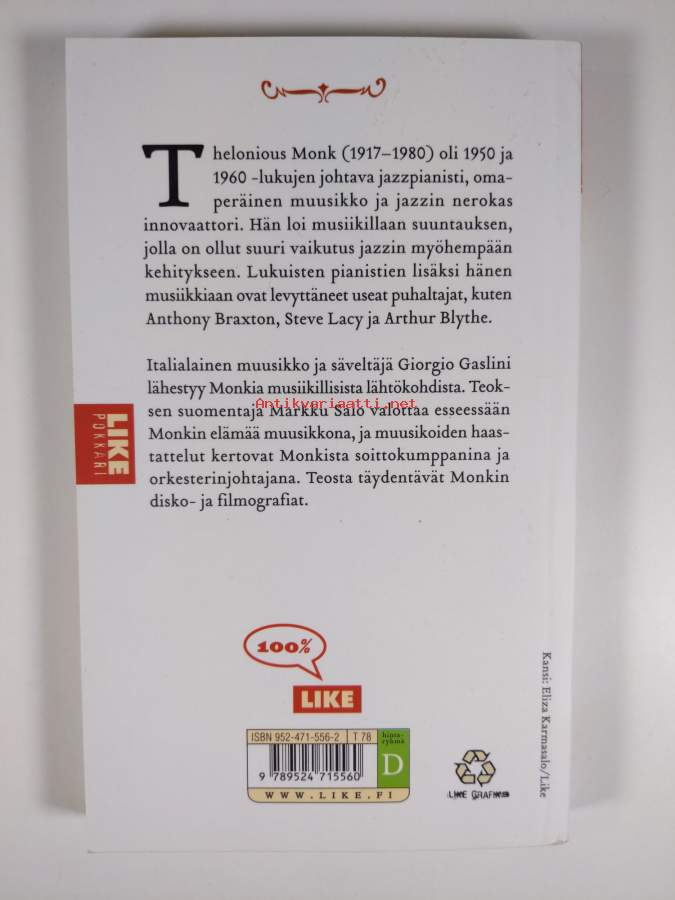 Thelonious Monk (1917–1980) oli 1950 ja
1960 -lukujen johtava jazzpianisti, oma-
peräinen muusikko ja jazzin nerokas
innovaattori. Hän loi musiikillaan suuntauksen,
jolla on ollut suuri vaikutus jazzin myöhempään
kehitykseen. Lukuisten pianistien lisäksi hänen
musiikkiaan ovat levyttäneet useat puhaltajat, kuten
Anthony Braxton, Steve Lacy ja Arthur Blythe.
Italialainen muusikko ja säveltäjä Giorgio Gaslini
lähestyy Monkia musiikillisista lähtökohdista. Teok-
Antikvariaatti.net
sen suomentaja Markku Salo valottaa esseessään
Monkin elämää muusikkona, ja muusikoiden haas-
tattelut kertovat Monkista soittokumppanina ja
orkesterinjohtajana. Teosta täydentävät Monkin
disko- ja filmografiat.
LIKE
POKKARI
100%
LIKE
ISBN 952-471-556-2 T 78
hinta-
ryhmä
D
9 789524 715560
WWW.LIKE.FI
LIKE GRAFIIKKA
Kansi: Eliza Karmasalo/Like